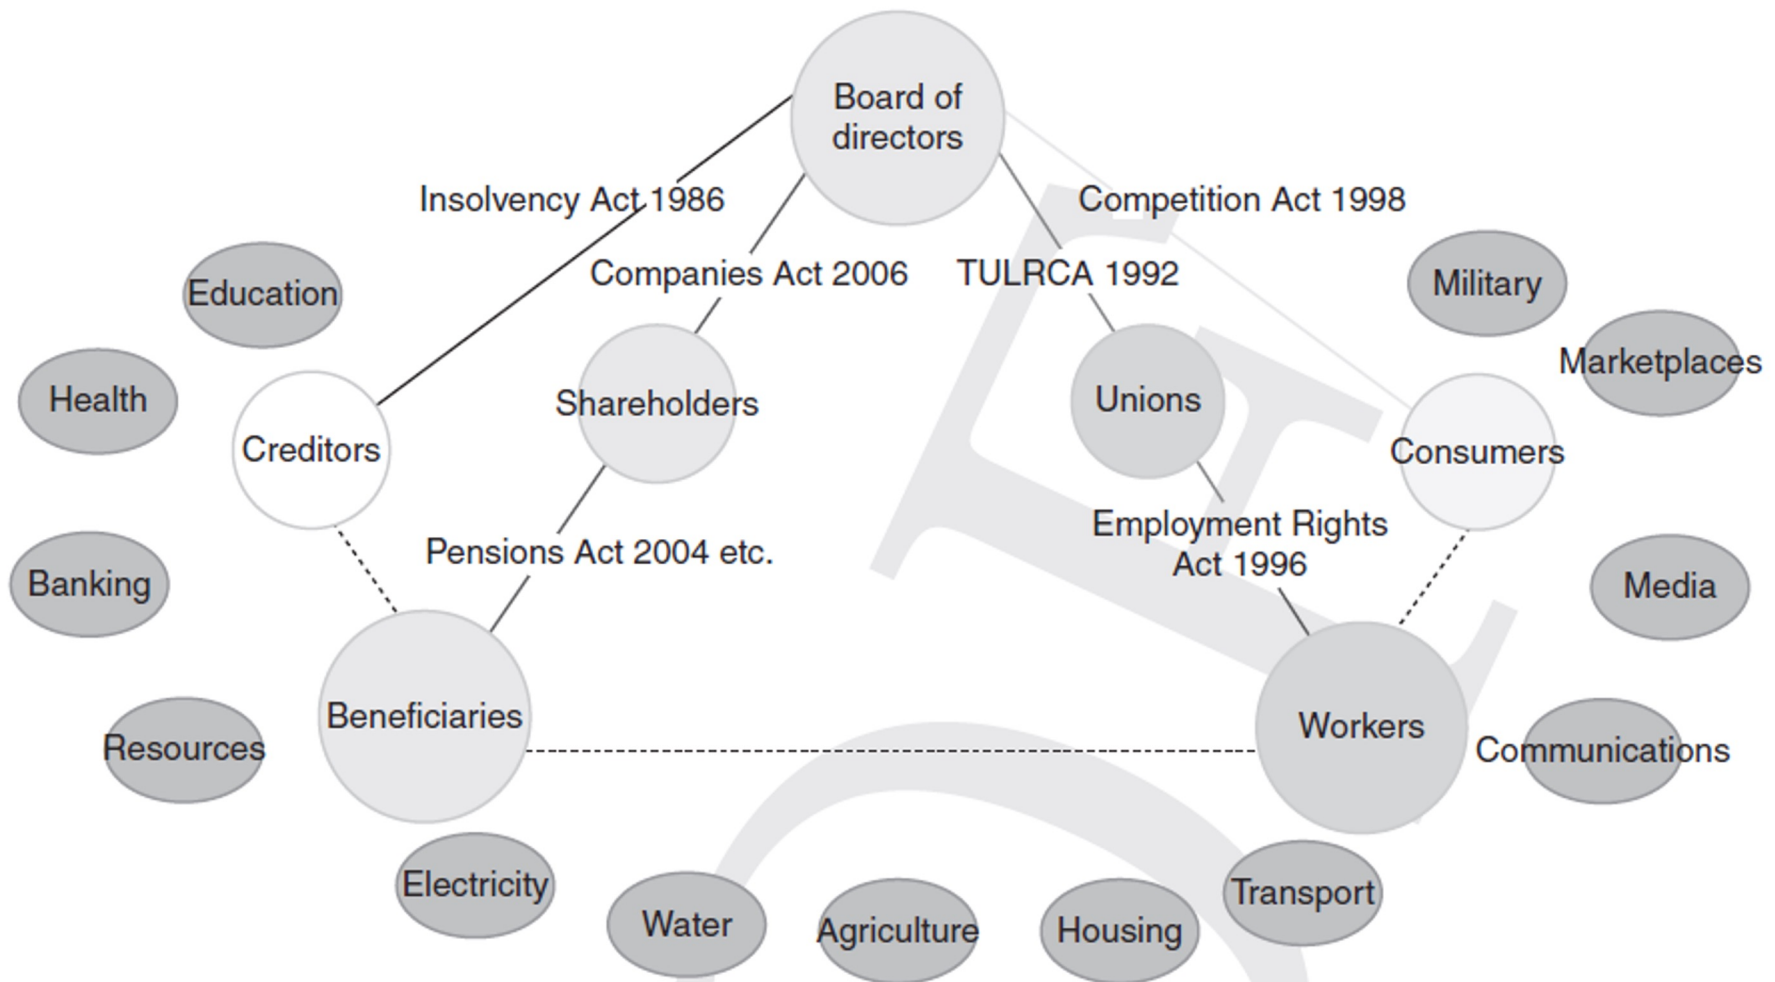 Board of
directors
Insolvency Act 1986
Competition Act 1998
Companies Act 2006
TULRCA 1992
Education
Military
Marketplaces
Health
Creditors
Shareholders
Unions
Consumers
Employment Rights
Act 1996
Pensions Act 2004 etc.
Banking
Media
Beneficiaries
Workers
Resources
Communications
Electricity
Water
Agriculture
Housing
Transport